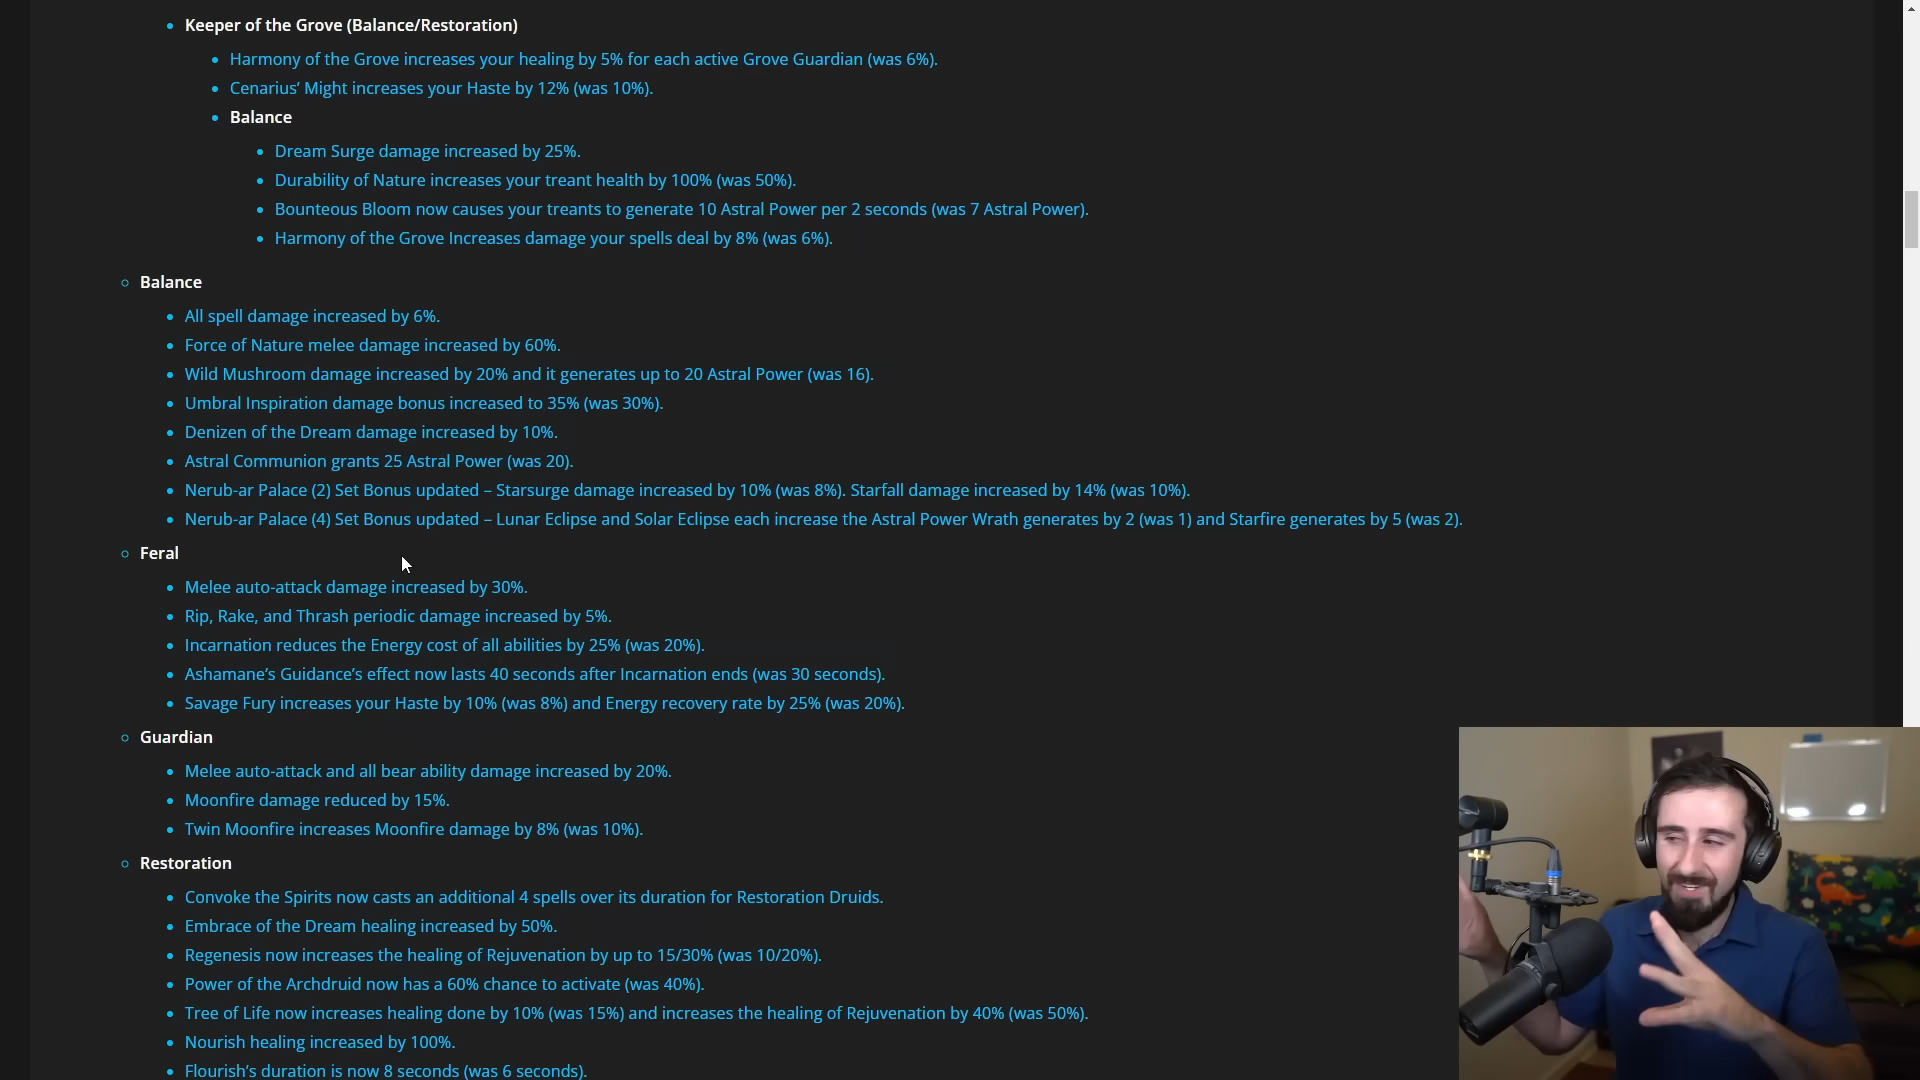 Keeper of the Grove (Balance/Restoration)
Harmony of the Grove increases your healing by 5% for each active Grove Guardian (was 6%).
Cenarius’ Might increases your Haste by 12% (was 10%).
Balance
Dream Surge damage increased by 25%.
Durability of Nature increases your treant health by 100% (was 50%).
Bounteous Bloom now causes your treants to generate 10 Astral Power per 2 seconds (was 7 Astral Power).
Harmony of the Grove Increases damage your spells deal by 8% (was 6%).
Balance
All spell damage increased by 6%.
Force of Nature melee damage increased by 60%.
Wild Mushroom damage increased by 20% and it generates up to 20 Astral Power (was 16).
Umbral Inspiration damage bonus increased to 35% (was 30%).
Denizen of the Dream damage increased by 10%.
Astral Communion grants 25 Astral Power (was 20).
Nerub-ar Palace (2) Set Bonus updated – Starsurge damage increased by 10% (was 8%). Starfall damage increased by 14% (was 10%).
Nerub-ar Palace (4) Set Bonus updated – Lunar Eclipse and Solar Eclipse each increase the Astral Power Wrath generates by 2 (was 1) and Starfire generates by 5 (was 2).
Feral
Melee auto-attack damage increased by 30%.
Rip, Rake, and Thrash periodic damage increased by 5%.
Incarnation reduces the Energy cost of all abilities by 25% (was 20%).
Ashamane’s Guidance’s effect now lasts 40 seconds after Incarnation ends (was 30 seconds).
Savage Fury increases your Haste by 10% (was 8%) and Energy recovery rate by 25% (was 20%).
Guardian
Melee auto-attack and all bear ability damage increased by 20%.
Moonfire damage reduced by 15%.
Twin Moonfire increases Moonfire damage by 8% (was 10%).
Restoration
Convoke the Spirits now casts an additional 4 spells over its duration for Restoration Druids.
Embrace of the Dream healing increased by 50%.
Regenesis now increases the healing of Rejuvenation by up to 15/30% (was 10/20%).
Power of the Archdruid now has a 60% chance to activate (was 40%).
Tree of Life now increases healing done by 10% (was 15%) and increases the healing of Rejuvenation by 40% (was 50%).
Nourish healing increased by 100%.
Flourish’s duration is now 8 seconds (was 6 seconds).